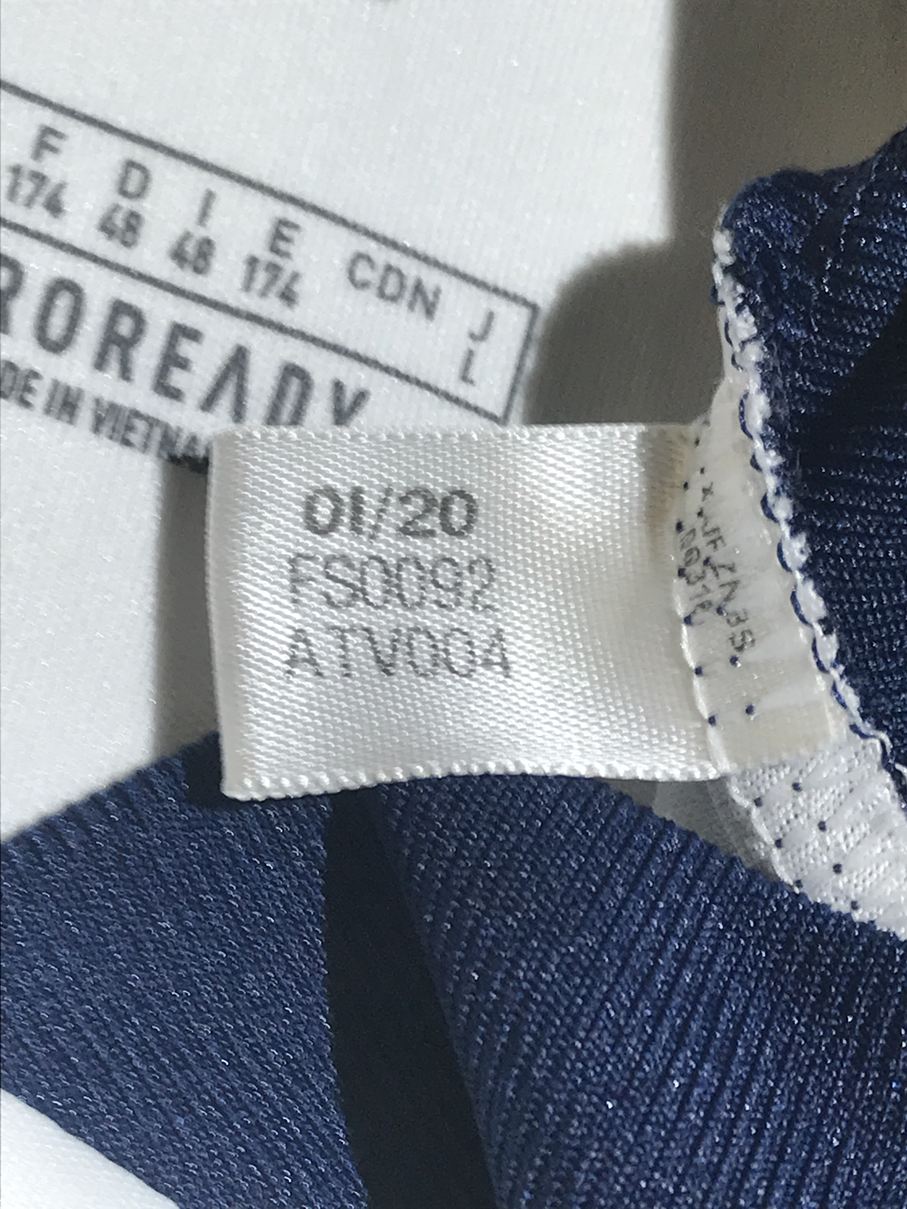 F D I E CDN J
174 48 48 174 L
ROREADY
DE IN VIETNA
01/20
FS0092
ATV004